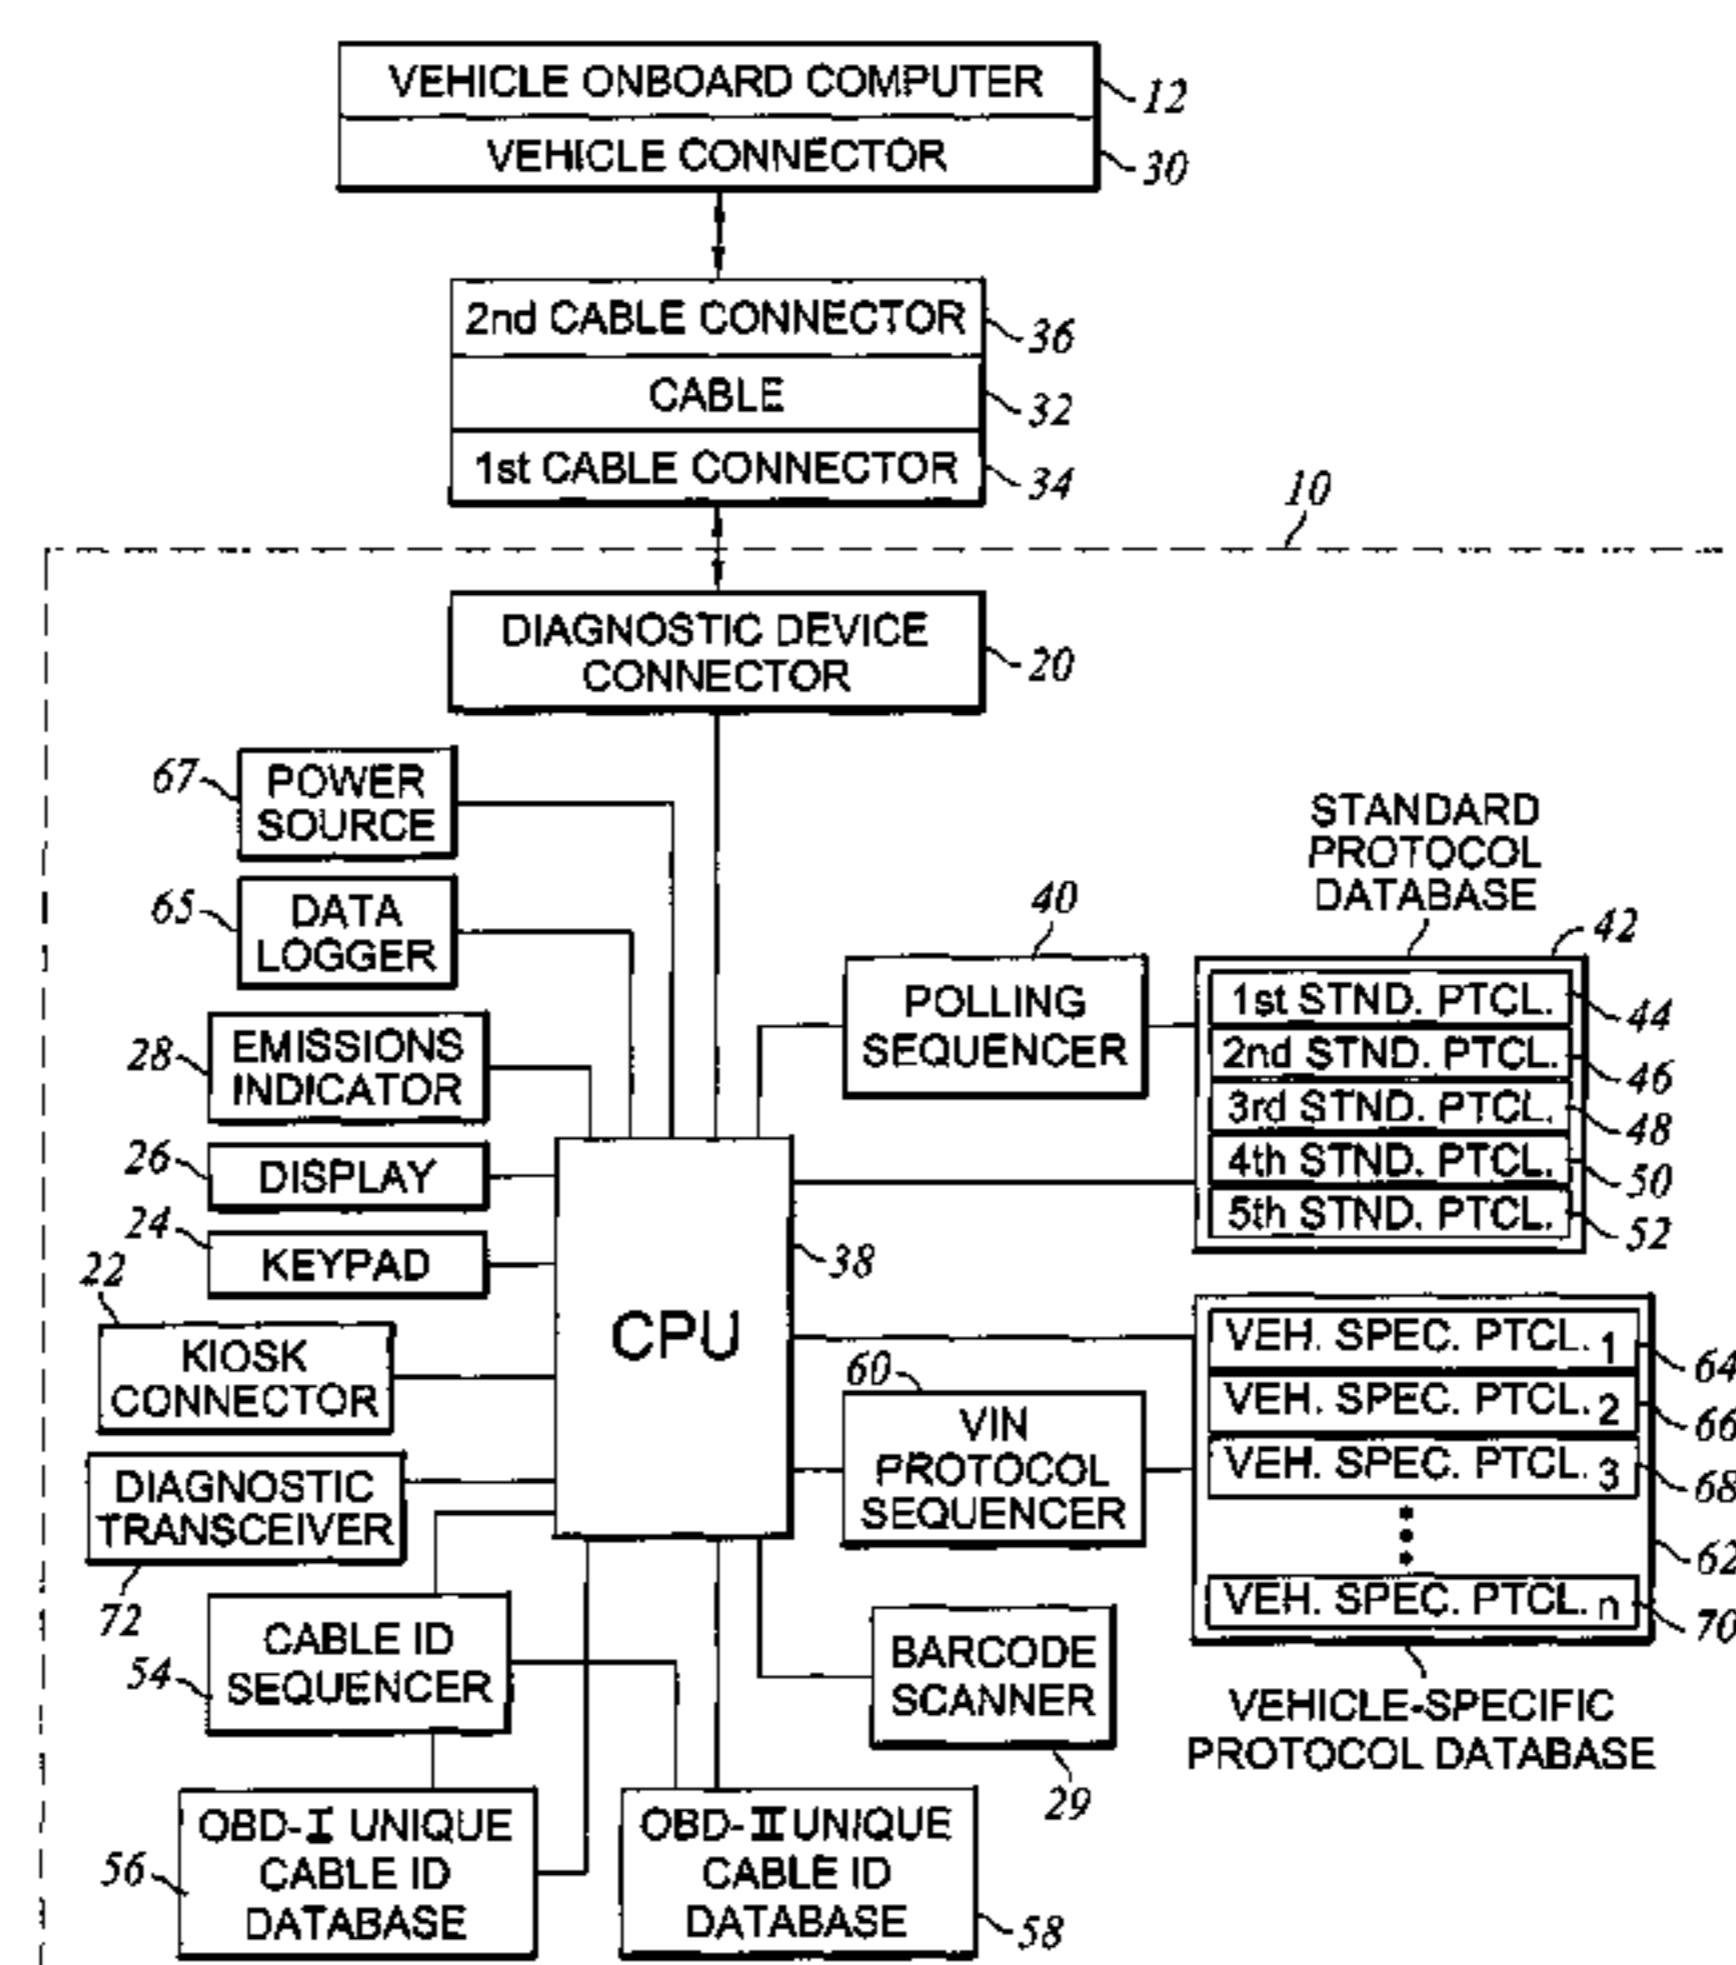 VEHICLE ONBOARD COMPUTER
12
VEHICLE CONNECTOR
30
2nd CABLE CONNECTOR
36
CABLE
32
1st CABLE CONNECTOR
34
10
DIAGNOSTIC DEVICE
CONNECTOR
20
67
POWER
SOURCE
65
DATA
LOGGER
28
EMISSIONS
INDICATOR
26
DISPLAY
24
KEYPAD
22
KIOSK
CONNECTOR
DIAGNOSTIC
TRANSCEIVER
72
CPU
38
40
POLLING
SEQUENCER
STANDARD
PROTOCOL
DATABASE
42
1st STND. PTCL.
44
2nd STND. PTCL.
46
3rd STND. PTCL.
48
4th STND. PTCL.
50
5th STND. PTCL.
52
60
VIN
PROTOCOL
SEQUENCER
VEH. SPEC. PTCL. 1
64
VEH. SPEC. PTCL. 2
66
VEH. SPEC. PTCL. 3
68
62
VEH. SPEC. PTCL. n
70
VEHICLE-SPECIFIC
PROTOCOL DATABASE
BARCODE
SCANNER
29
54
CABLE ID
SEQUENCER
56
OBD-I UNIQUE
CABLE ID
DATABASE
OBD-II UNIQUE
CABLE ID
DATABASE
58